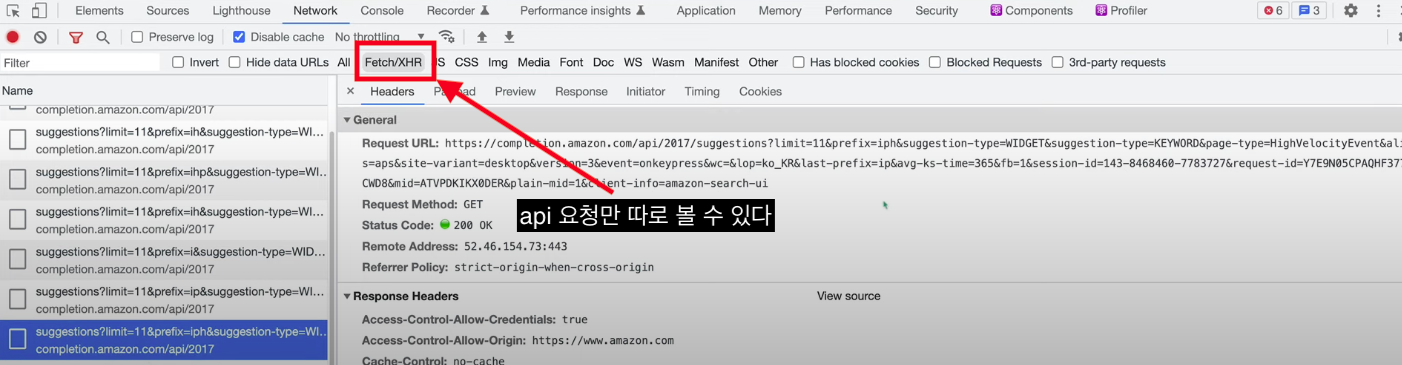 Elements Sources Lighthouse Network Console Recorder Performance insights Application Memory Performance Security Components Profiler 6 3
Preserve log Disable cache No throttling
Filter Invert Hide data URLs All Fetch/XHR JS CSS Img Media Font Doc WS Wasm Manifest Other Has blocked cookies Blocked Requests 3rd-party requests
Name
× Headers Payload Preview Response Initiator Timing Cookies
completion.amazon.com/api/2017
suggestions?limit=11&prefix=ih&suggestion-type=WID...
completion.amazon.com/api/2017
suggestions?limit=11&prefix=ihp&suggestion-type=WI...
completion.amazon.com/api/2017
suggestions?limit=11&prefix=ih&suggestion-type=WI...
completion.amazon.com/api/2017
suggestions?limit=11&prefix=i&suggestion-type=WID...
completion.amazon.com/api/2017
suggestions?limit=11&prefix=ip&suggestion-type=WI...
completion.amazon.com/api/2017
suggestions?limit=11&prefix=iph&suggestion-type=WI...
completion.amazon.com/api/2017
General
Request URL: https://completion.amazon.com/api/2017/suggestions?limit=11&prefix=iph&suggestion-type=WIDGET&suggestion-type=KEYWORD&page-type=HighVelocityEvent&ali
s=aps&site-variant=desktop&version=3&event=onkeypress&wc=&lop=ko_KR&last-prefix=ip&avg-ks-time=365&fb=1&session-id=143-8468460-7783727&request-id=Y7E9N05CPAQHF377
CWD8&mid=ATVPDKIKX0DER&plain-mid=1&client-info=amazon-search-ui
Request Method: GET
api 요청만 따로 볼 수 있다
Status Code: 200 OK
Remote Address: 52.46.154.73:443
Referrer Policy: strict-origin-when-cross-origin
Response Headers View source
Access-Control-Allow-Credentials: true
Access-Control-Allow-Origin: https://www.amazon.com
Cache-Control: no-cache